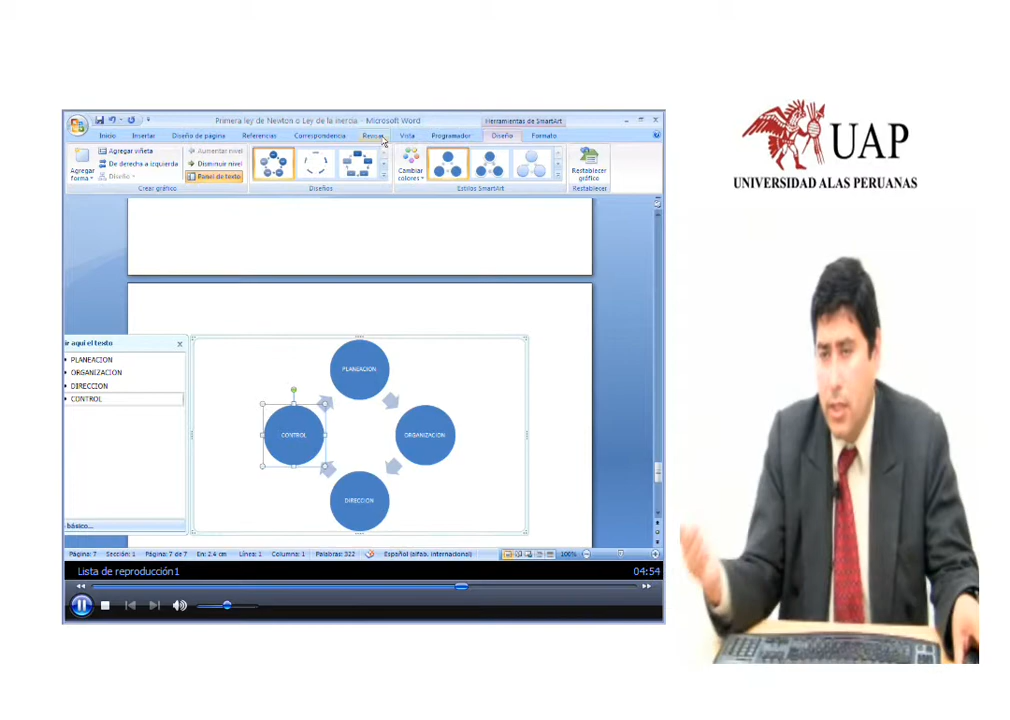 Primera ley de Newton o Ley de la inercia - Microsoft Word
Herramientas de SmartArt
Inicio Insertar Diseño de página Referencias Correspondencia Revisar Vista Programador Diseño Formato
Agregar forma
Agregar viñeta
De derecha a izquierda
Diseño
Aumentar nivel
Disminuir nivel
Panel de texto
Crear gráfico
Diseños
Cambiar colores
Estilos SmartArt
Restablecer gráfico
Restablecer
ir aquí el texto
PLANEACION
ORGANIZACION
DIRECCION
CONTROL
básico...
PLANEACION
CONTROL
ORGANIZACION
DIRECCION
Página: 7 Sección: 1 Página: 7 de 7 En: 2.4 cm Línea: 1 Columna: 1 Palabras: 322 Español (alfab. internacional) 100%
Lista de reproducción1 04:54
UAP
UNIVERSIDAD ALAS PERUANAS